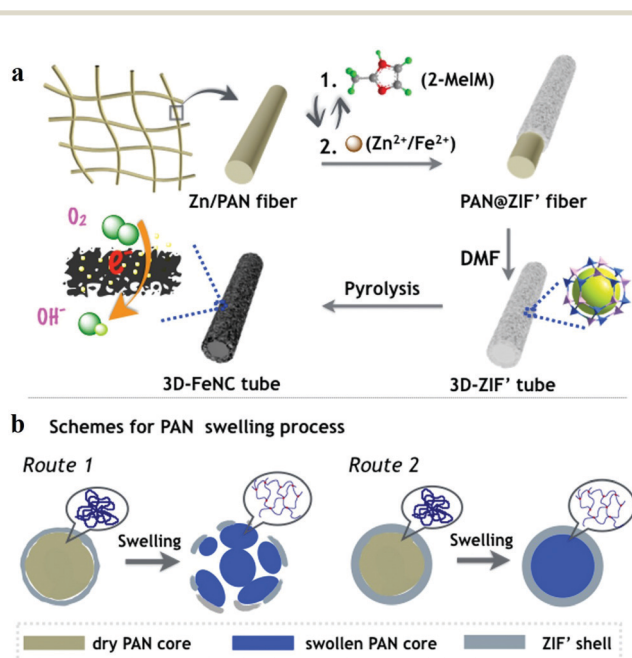 a
1.
(2-MeIM)
2.
(Zn²⁺/Fe²⁺)
Zn/PAN fiber
PAN@ZIF' fiber
O₂
e⁻
OH⁻
DMF
Pyrolysis
3D-FeNC tube
3D-ZIF' tube
b Schemes for PAN swelling process
Route 1
Route 2
Swelling
Swelling
dry PAN core
swollen PAN core
ZIF' shell